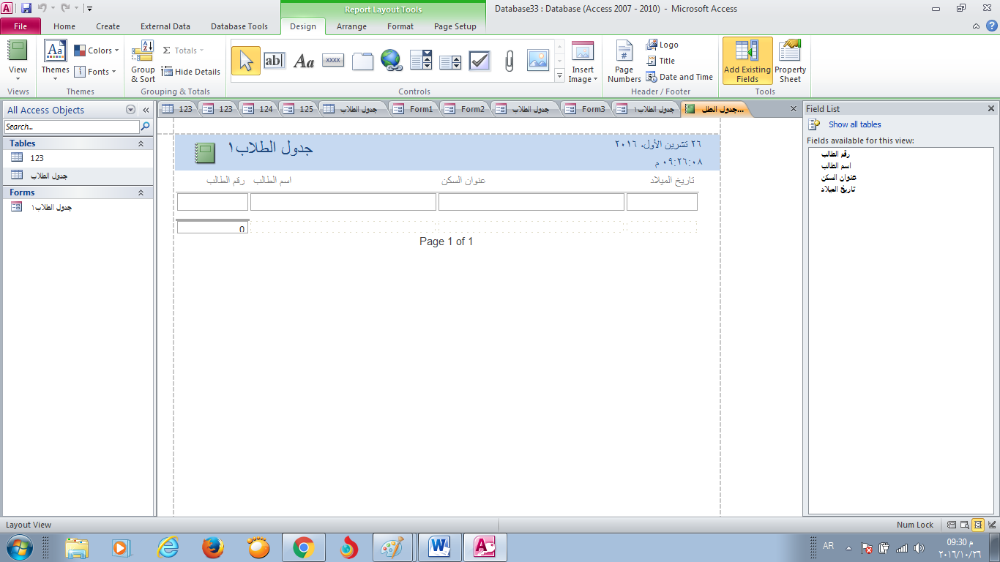 Report Layout Tools
Database33 : Database (Access 2007 - 2010) - Microsoft Access
File Home Create External Data Database Tools Design Arrange Format Page Setup
View
Themes
Colors
Fonts
Group & Sort
Totals
Hide Details
ab|
Aa
xxxx
Insert Image
Page Numbers
Logo
Title
Date and Time
Add Existing Fields
Property Sheet
Views Themes Grouping & Totals Controls Header / Footer Tools
All Access Objects
Search...
Tables
123
جدول الطلاب
Forms
جدول الطلاب١
123 123 124 125 جدول الطلاب Form1 Form2 جدول الطلاب Form3 جدول الطلاب١ جدول الطل...
جدول الطلاب١
٢٦ تشرين الأول، ٢٠١٦
٠٩:٢٦:٠٨ م
رقم الطالب اسم الطالب عنوان السكن تاريخ الميلاد
0
Page 1 of 1
Field List
Show all tables
Fields available for this view:
رقم الطالب
اسم الطالب
عنوان السكن
تاريخ الميلاد
Layout View
Num Lock
AR
09:30 م
٢٠١٦/١٠/٢٦